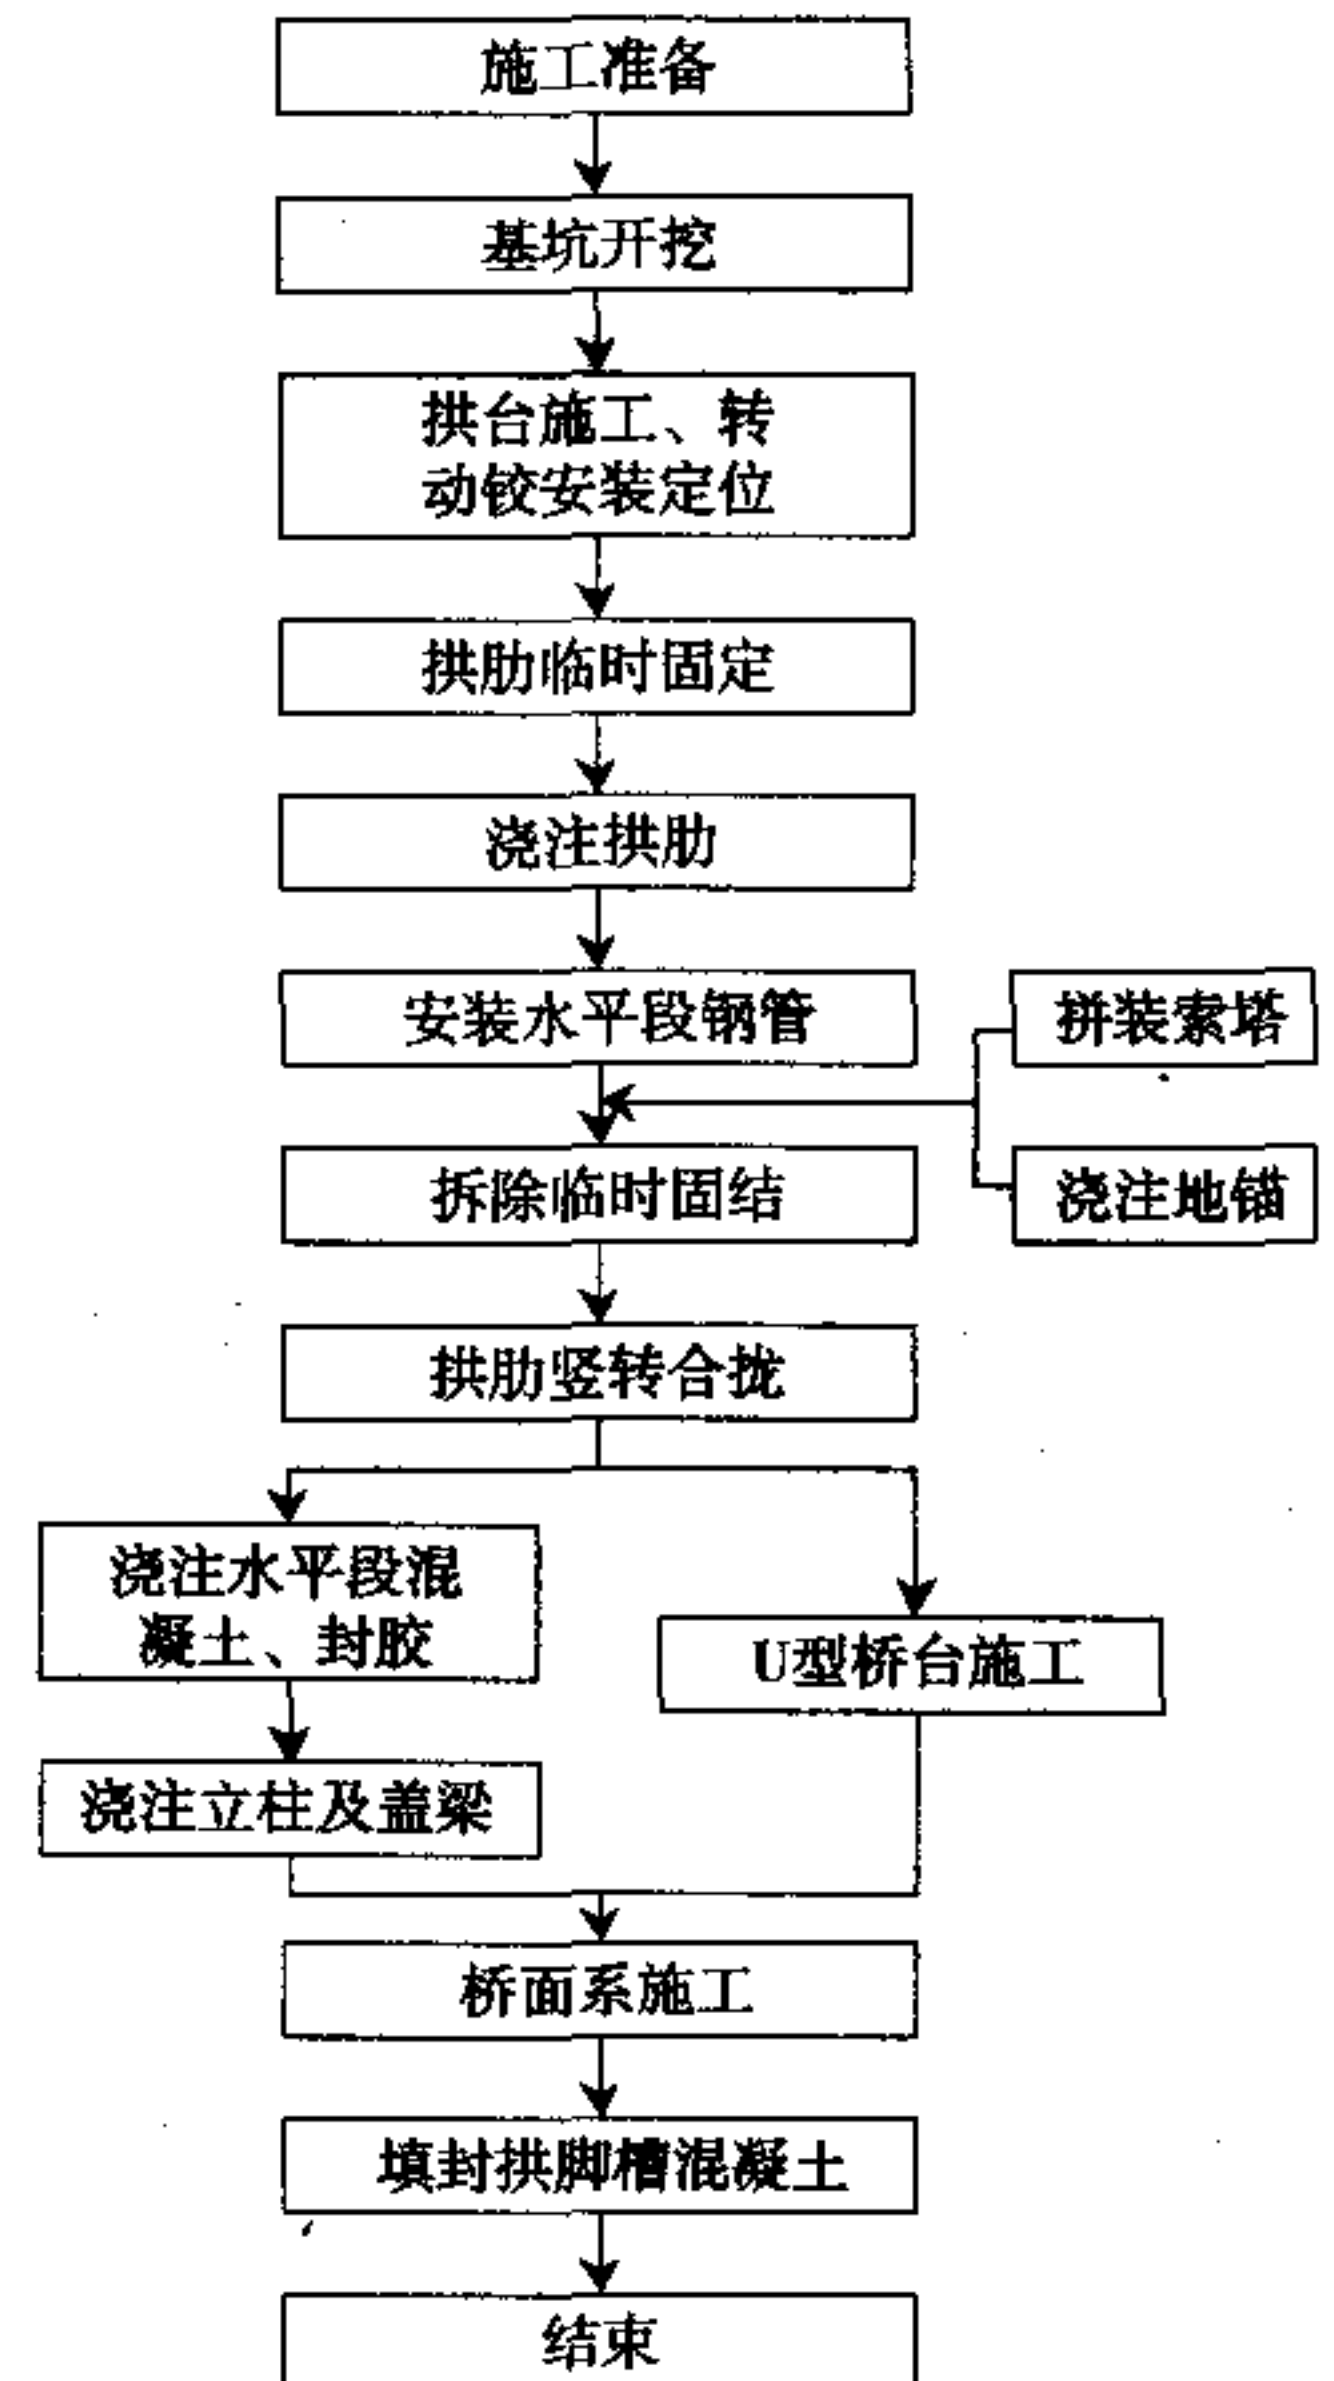 施工准备
基坑开挖
拱台施工、转
动铰安装定位
拱肋临时固定
浇注拱肋
安装水平段钢管
拼装索塔
拆除临时固结
浇注地锚
拱肋竖转合拢
浇注水平段混
凝土、封胶
U型桥台施工
浇注立柱及盖梁
桥面系施工
填封拱脚槽混凝土
结束